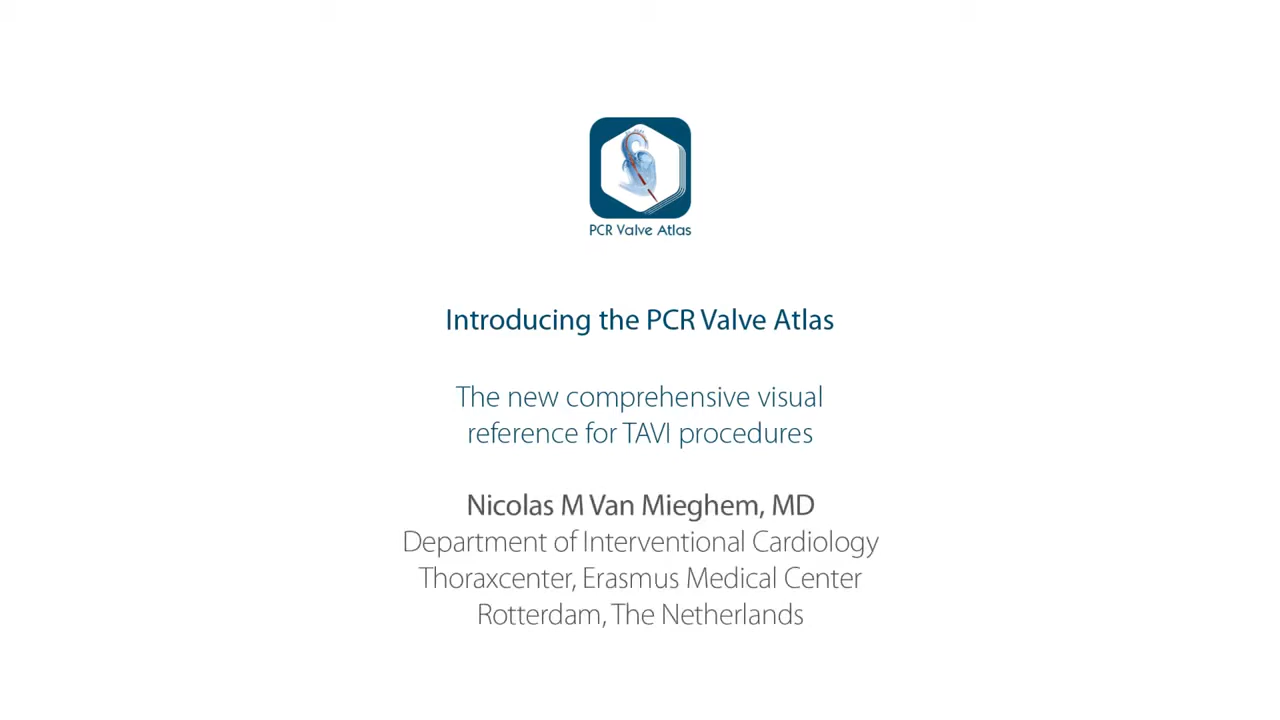 PCR Valve Atlas
Introducing the PCR Valve Atlas
The new comprehensive visual
reference for TAVI procedures
Nicolas M Van Mieghem, MD
Department of Interventional Cardiology
Thoraxcenter, Erasmus Medical Center
Rotterdam, The Netherlands